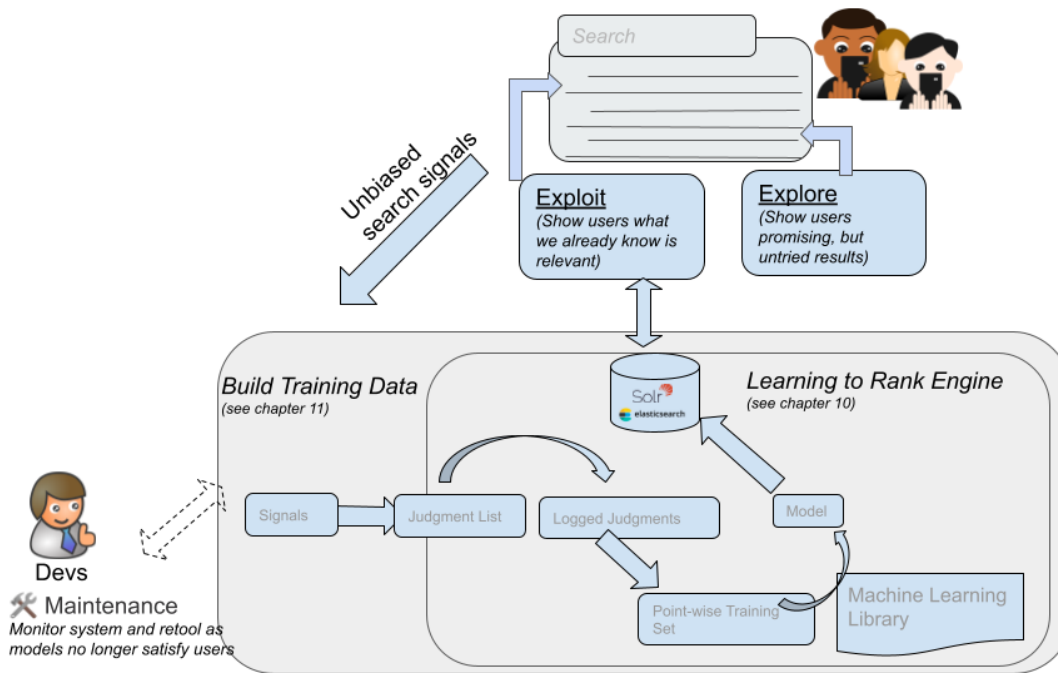 Search
Unbiased
search signals
Exploit
(Show users what
we already know is
relevant)
Explore
(Show users
promising, but
untried results)
Build Training Data
(see chapter 11)
Learning to Rank Engine
(see chapter 10)
Solr
elasticsearch
Signals
Judgment List
Logged Judgments
Model
Point-wise Training
Set
Machine Learning
Library
Devs
Maintenance
Monitor system and retool as
models no longer satisfy users